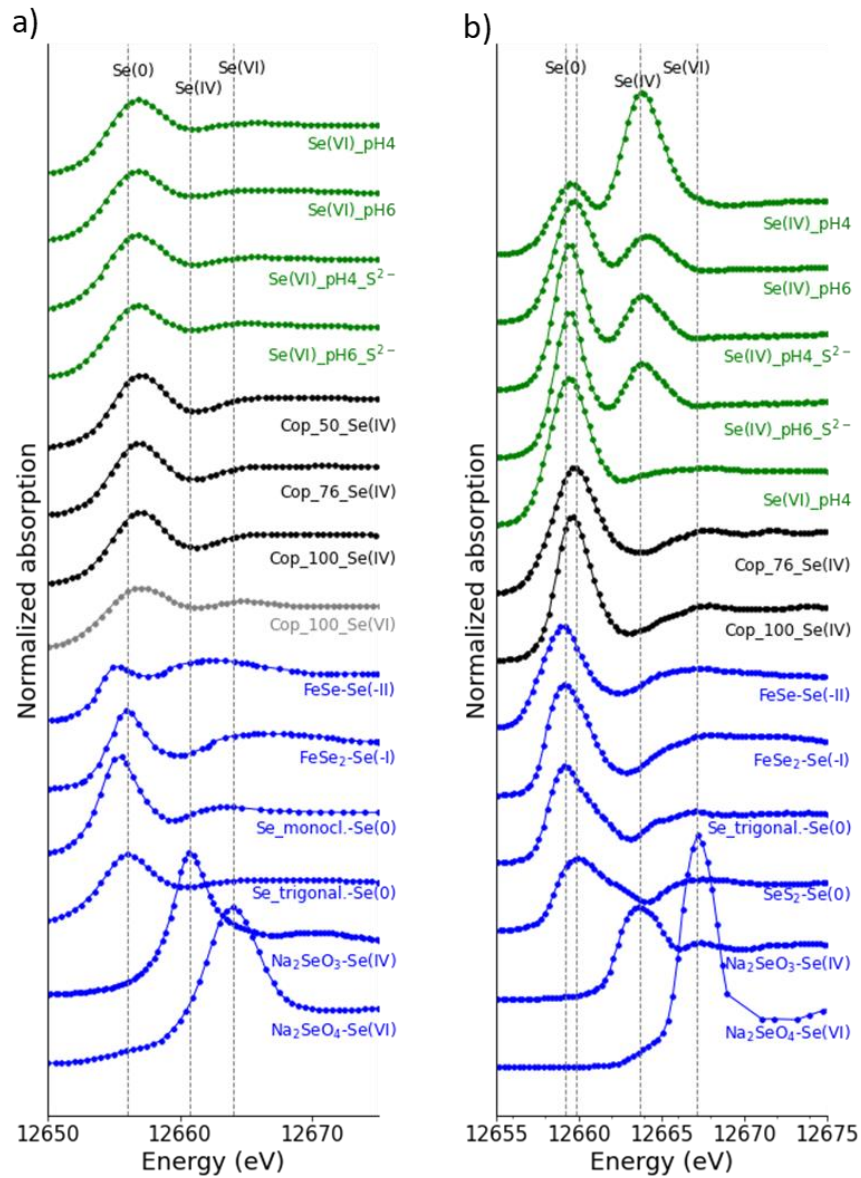 a)
Se(0)
Se(IV)
Se(VI)
Se(VI)_pH4
Se(VI)_pH6
Se(VI)_pH4_S²⁻
Se(VI)_pH6_S²⁻
Cop_50_Se(IV)
Cop_76_Se(IV)
Cop_100_Se(IV)
Cop_100_Se(VI)
FeSe-Se(-II)
FeSe₂-Se(-I)
Se_monocl.-Se(0)
Se_trigonal.-Se(0)
Na₂SeO₃-Se(IV)
Na₂SeO₄-Se(VI)
Normalized absorption
12650 12660 12670
Energy (eV)
b)
Se(0)
Se(IV)
Se(VI)
Se(IV)_pH4
Se(IV)_pH6
Se(IV)_pH4_S²⁻
Se(IV)_pH6_S²⁻
Se(VI)_pH4
Cop_76_Se(IV)
Cop_100_Se(IV)
FeSe-Se(-II)
FeSe₂-Se(-I)
Se_trigonal.-Se(0)
SeS₂-Se(0)
Na₂SeO₃-Se(IV)
Na₂SeO₄-Se(VI)
Normalized absorption
12655 12660 12665 12670 12675
Energy (eV)